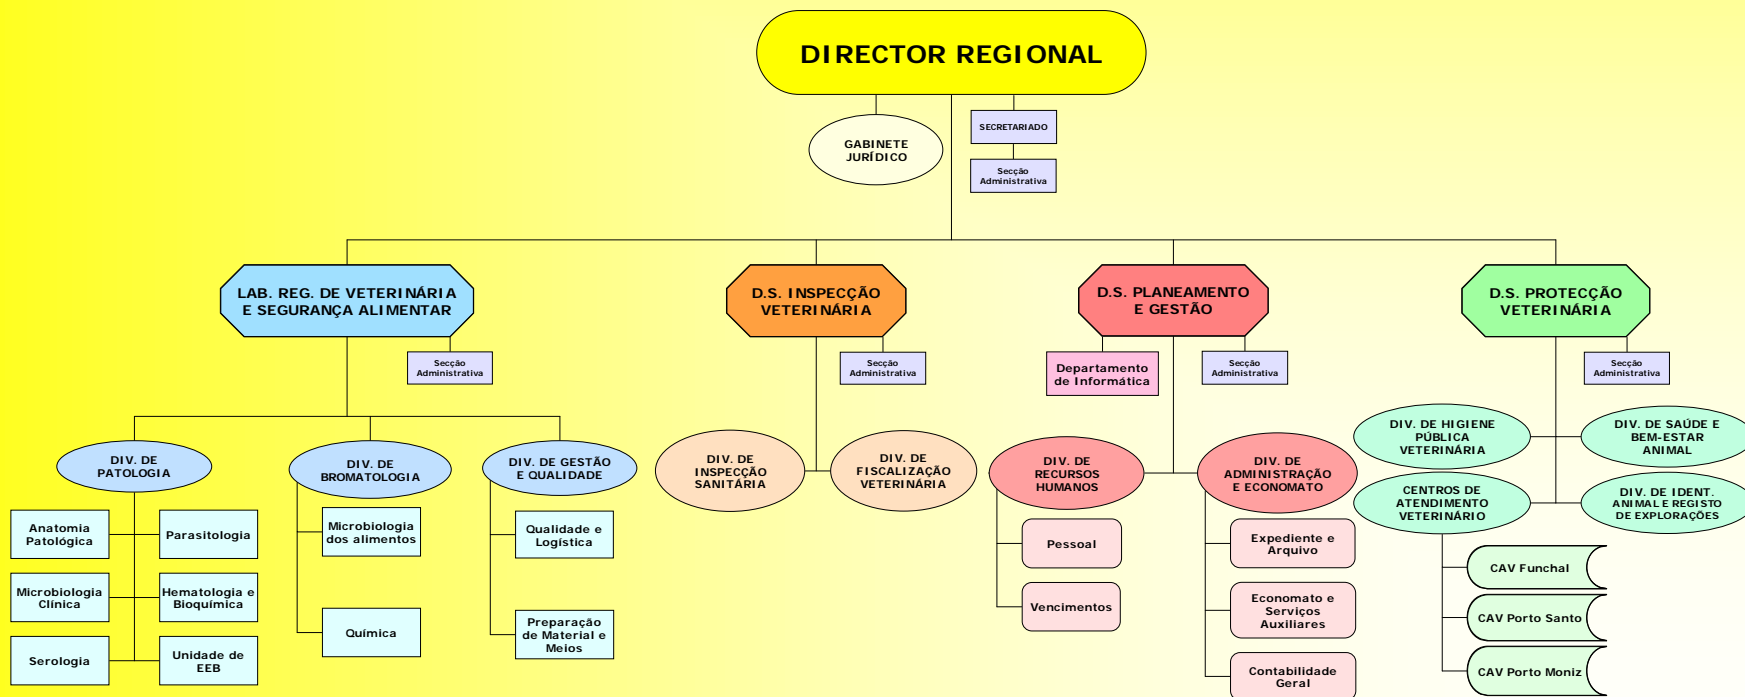 DIRECTOR REGIONAL
GABINETE
JURÍDICO
SECRETARIADO
Secção
Administrativa
LAB. REG. DE VETERINÁRIA
E SEGURANÇA ALIMENTAR
Secção
Administrativa
D.S. INSPECÇÃO
VETERINÁRIA
Secção
Administrativa
D.S. PLANEAMENTO
E GESTÃO
Departamento
de Informática
Secção
Administrativa
D.S. PROTECÇÃO
VETERINÁRIA
Secção
Administrativa
DIV. DE
PATOLOGIA
Anatomia
Patológica
Parasitologia
Microbiologia
Clínica
Hematologia e
Bioquímica
Serologia
Unidade de
EEB
DIV. DE
BROMATOLOGIA
Microbiologia
dos alimentos
Química
DIV. DE GESTÃO
E QUALIDADE
Qualidade e
Logística
Preparação
de Material e
Meios
DIV. DE
INSPECÇÃO
SANITÁRIA
DIV. DE
FISCALIZAÇÃO
VETERINÁRIA
DIV. DE
RECURSOS
HUMANOS
Pessoal
Vencimentos
DIV. DE
ADMINISTRAÇÃO
E ECONOMATO
Expediente e
Arquivo
Economato e
Serviços
Auxiliares
Contabilidade
Geral
DIV. DE HIGIENE
PÚBLICA
VETERINÁRIA
DIV. DE SAÚDE E
BEM-ESTAR
ANIMAL
CENTROS DE
ATENDIMENTO
VETERINÁRIO
DIV. DE IDENT.
ANIMAL E REGISTO
DE EXPLORAÇÕES
CAV Funchal
CAV Porto Santo
CAV Porto Moniz